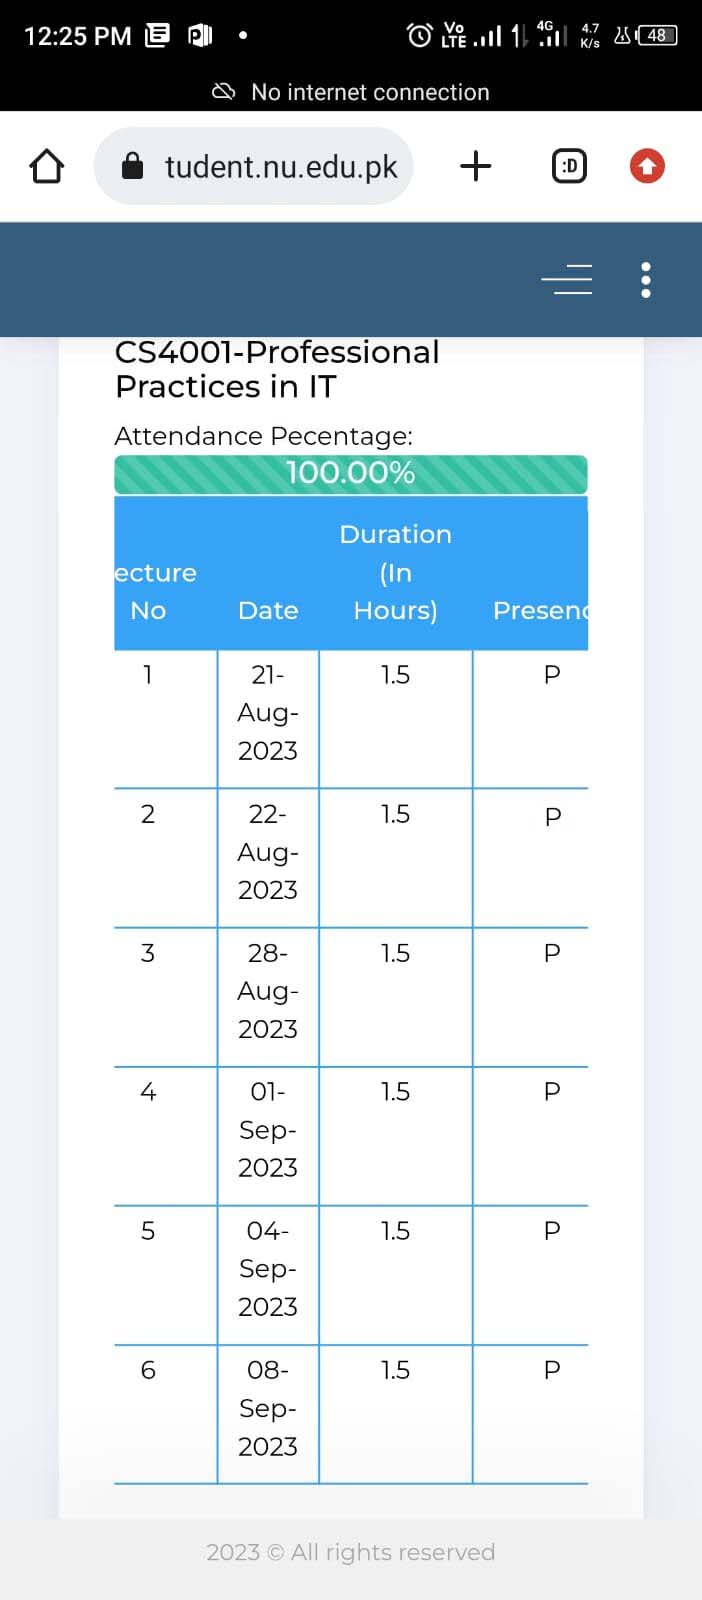 12:25 PM
Vo LTE 4G 4.7 K/s 48
No internet connection
tudent.nu.edu.pk :D
CS4001-Professional
Practices in IT
Attendance Pecentage:
100.00%
ecture No Date Duration (In Hours) Presenc
1 21-Aug-2023 1.5 P
2 22-Aug-2023 1.5 P
3 28-Aug-2023 1.5 P
4 01-Sep-2023 1.5 P
5 04-Sep-2023 1.5 P
6 08-Sep-2023 1.5 P
2023 © All rights reserved